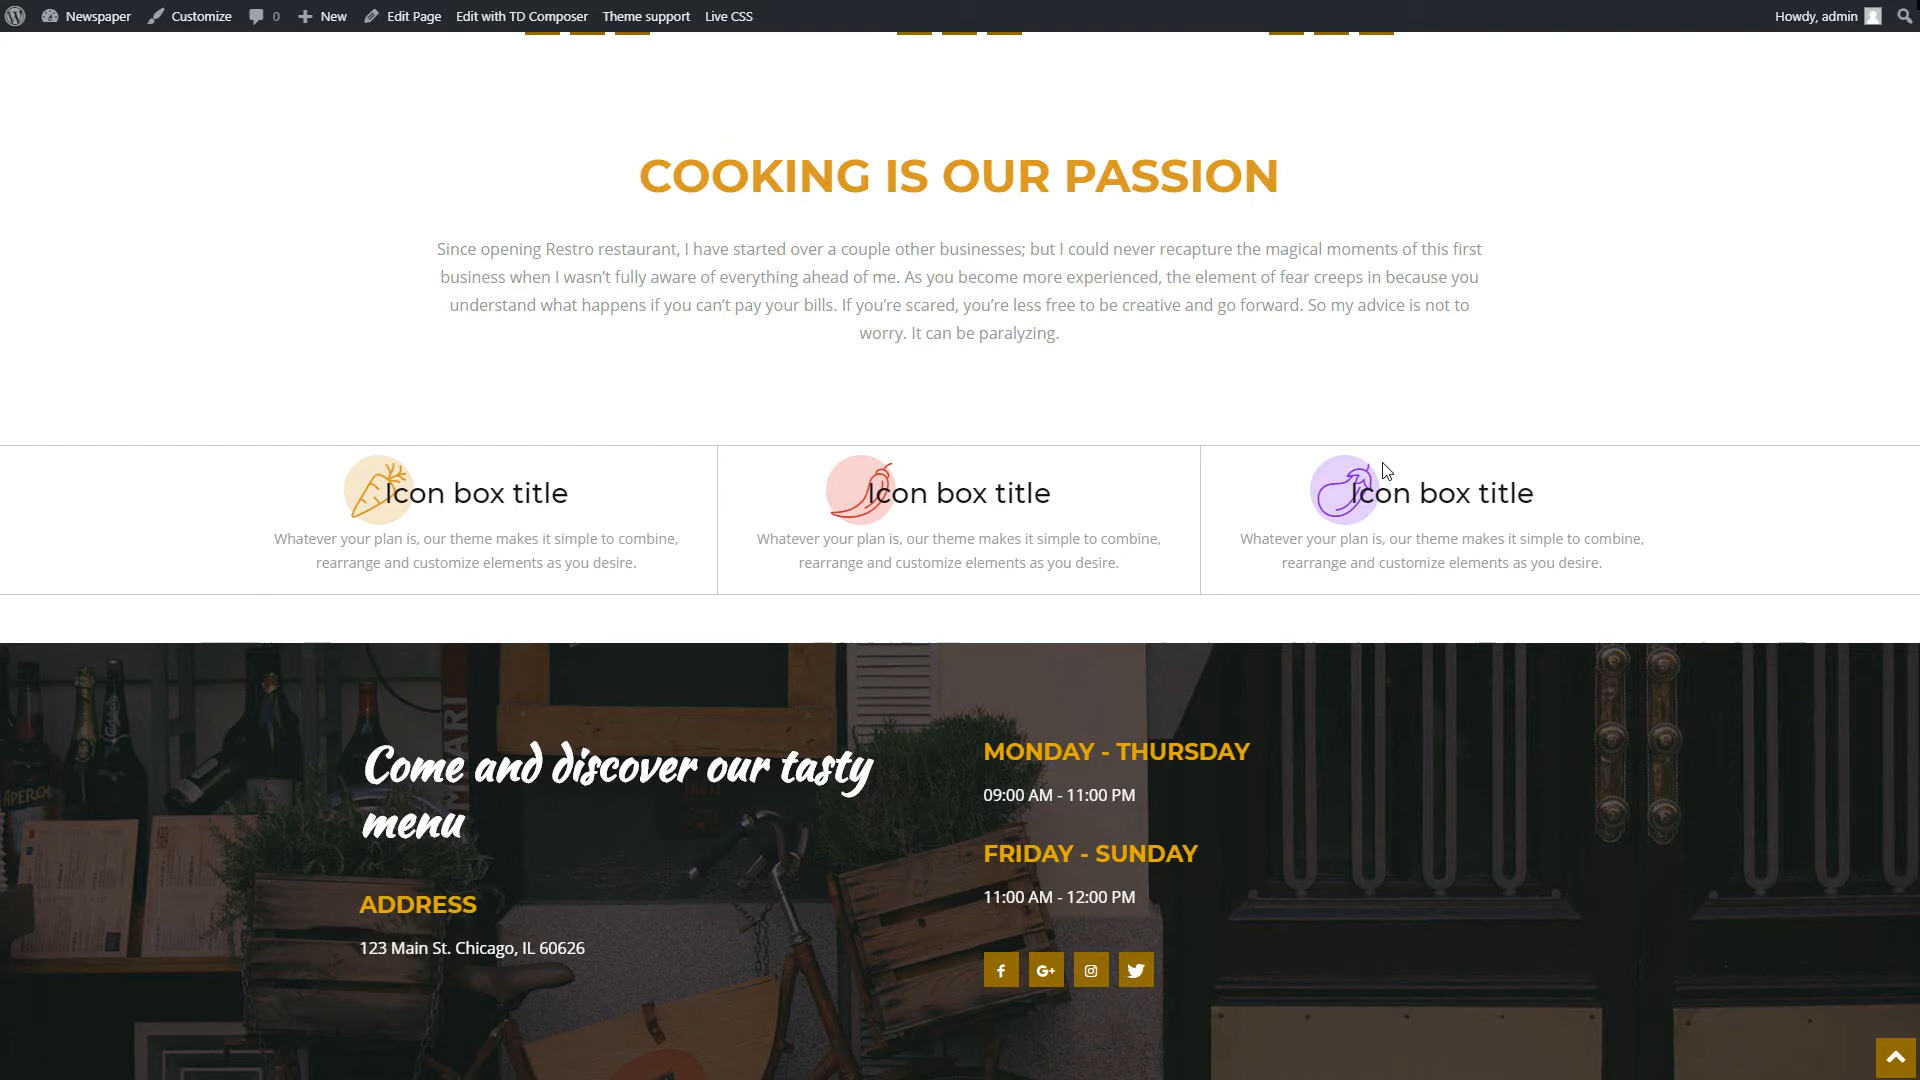 Newspaper Customize 0 New Edit Page Edit with TD Composer Theme support Live CSS Howdy, admin
COOKING IS OUR PASSION
Since opening Restro restaurant, I have started over a couple other businesses; but I could never recapture the magical moments of this first
business when I wasn’t fully aware of everything ahead of me. As you become more experienced, the element of fear creeps in because you
understand what happens if you can’t pay your bills. If you’re scared, you’re less free to be creative and go forward. So my advice is not to
worry. It can be paralyzing.
Icon box title
Whatever your plan is, our theme makes it simple to combine,
rearrange and customize elements as you desire.
Icon box title
Whatever your plan is, our theme makes it simple to combine,
rearrange and customize elements as you desire.
Icon box title
Whatever your plan is, our theme makes it simple to combine,
rearrange and customize elements as you desire.
APEROL
MARI
Come and discover our tasty
menu
ADDRESS
123 Main St. Chicago, IL 60626
MONDAY - THURSDAY
09:00 AM - 11:00 PM
FRIDAY - SUNDAY
11:00 AM - 12:00 PM